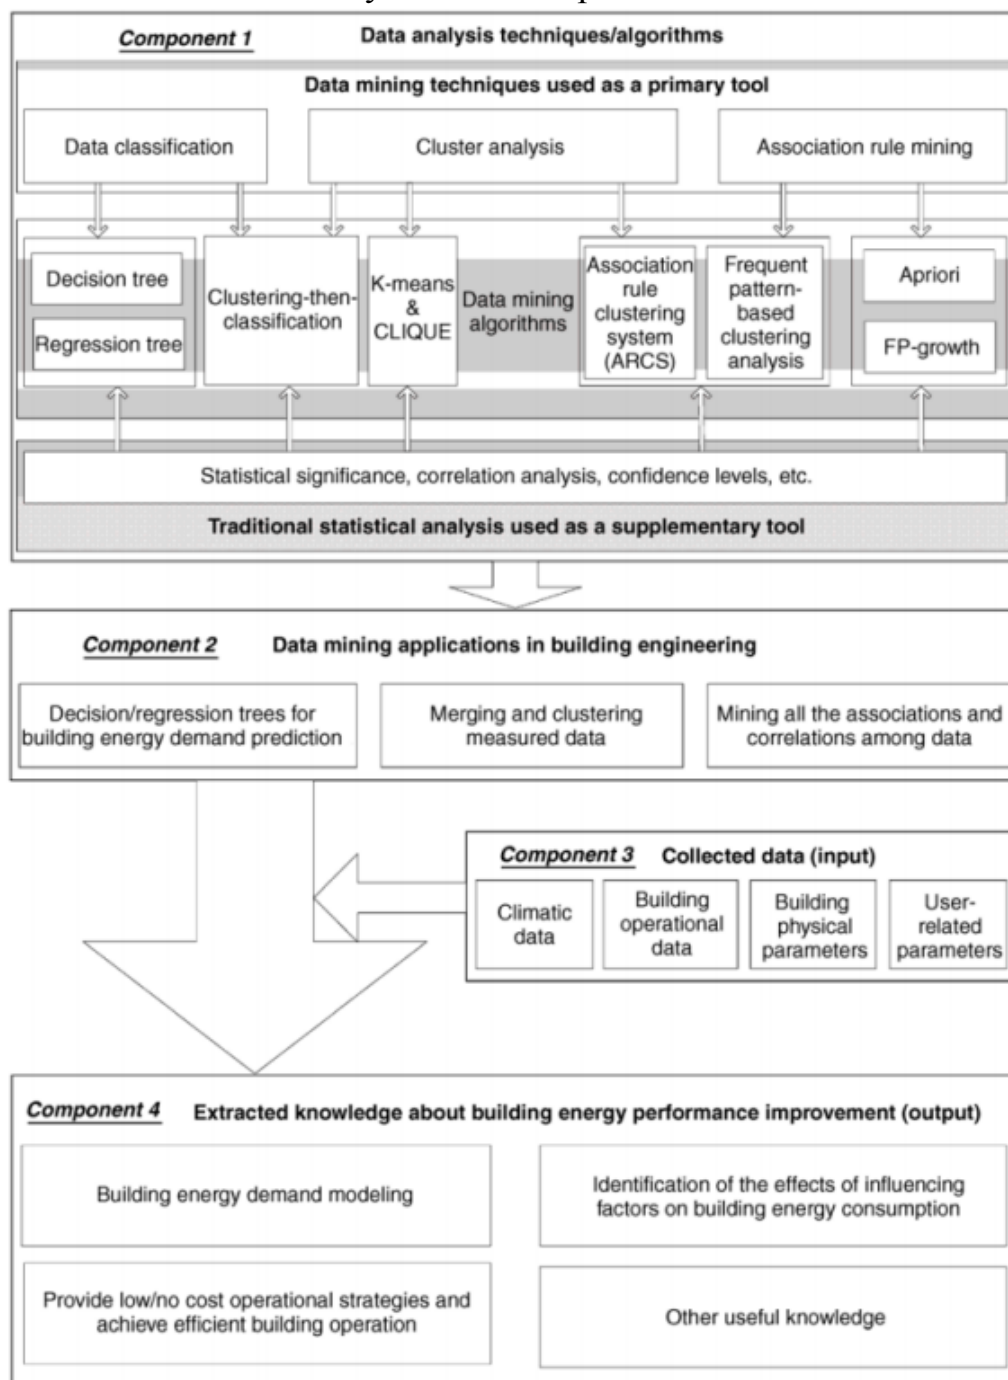 Component 1 Data analysis techniques/algorithms
Data mining techniques used as a primary tool
Data classification
Cluster analysis
Association rule mining
Decision tree
Regression tree
Clustering-then-
classification
K-means
&
CLIQUE
Data mining
algorithms
Association
rule
clustering
system
(ARCS)
Frequent
pattern-
based
clustering
analysis
Apriori
FP-growth
Statistical significance, correlation analysis, confidence levels, etc.
Traditional statistical analysis used as a supplementary tool
Component 2 Data mining applications in building engineering
Decision/regression trees for
building energy demand prediction
Merging and clustering
measured data
Mining all the associations and
correlations among data
Component 3 Collected data (input)
Climatic
data
Building
operational
data
Building
physical
parameters
User-
related
parameters
Component 4 Extracted knowledge about building energy performance improvement (output)
Building energy demand modeling
Identification of the effects of influencing
factors on building energy consumption
Provide low/no cost operational strategies and
achieve efficient building operation
Other useful knowledge